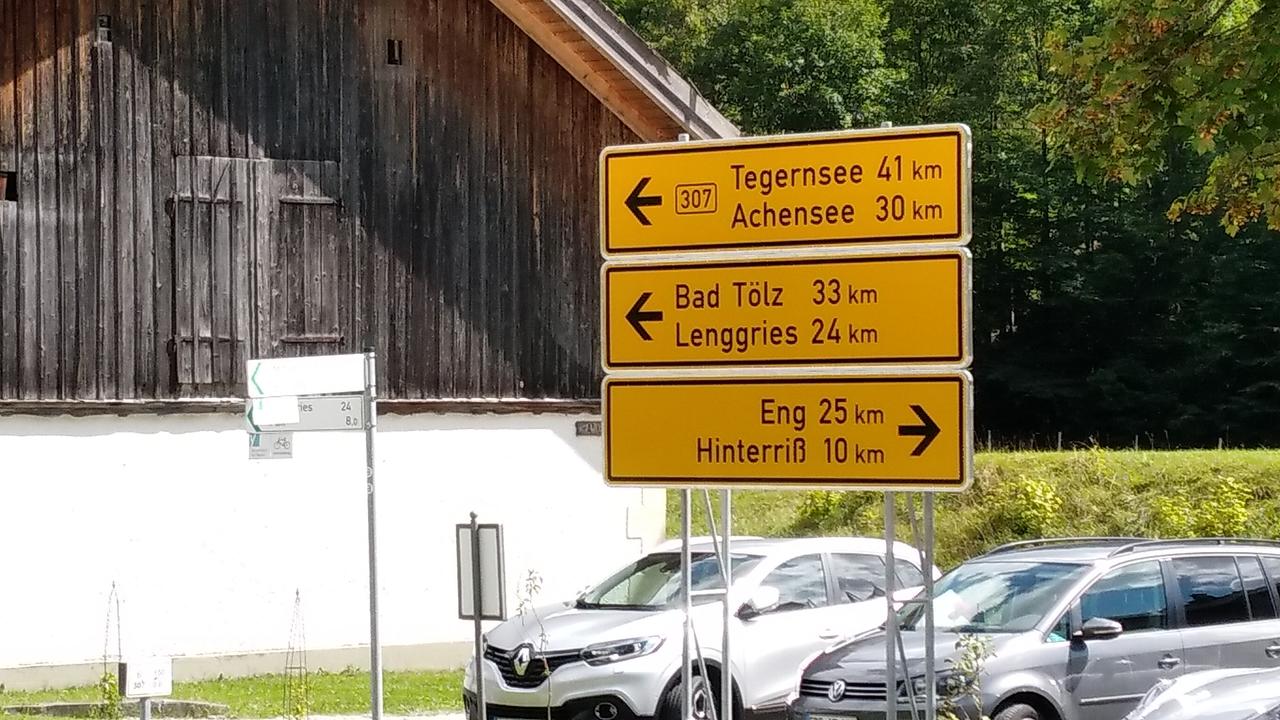 307
Tegernsee 41 km
Achensee 30 km
Bad Tölz 33 km
Lenggries 24 km
Eng 25 km
Hinterriß 10 km
24